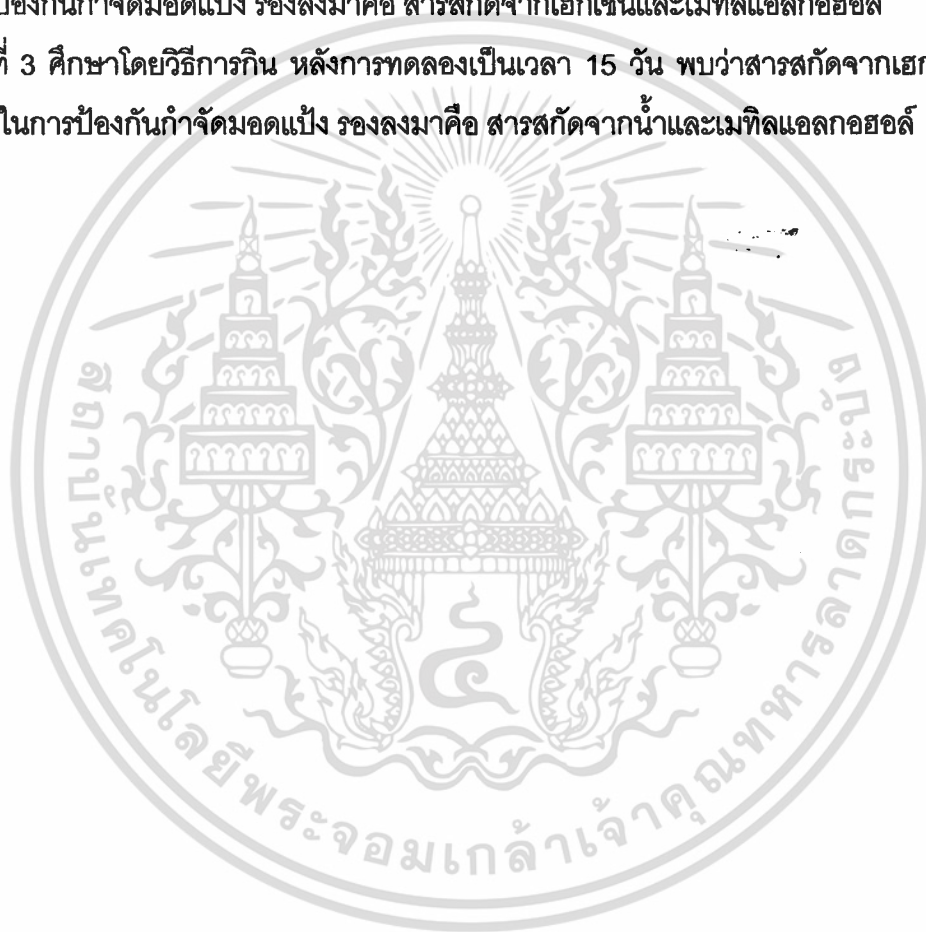 ป้องกันกำจัดมอดแป้ง รองลงมาคือ สารสกัดจากเฮกเซนและเมทิลแอลกอฮอล์
ที่ 3 ศึกษาโดยวิธีการกิน หลังการทดลองเป็นเวลา 15 วัน พบว่าสารสกัดจากเฮก
ในการป้องกันกำจัดมอดแป้ง รองลงมาคือ สารสกัดจากน้ำและเมทิลแอลกอฮอล์
สถาบันเทคโนโลยีพระจอมเกล้าเจ้าคุณทหารลาดกระบัง